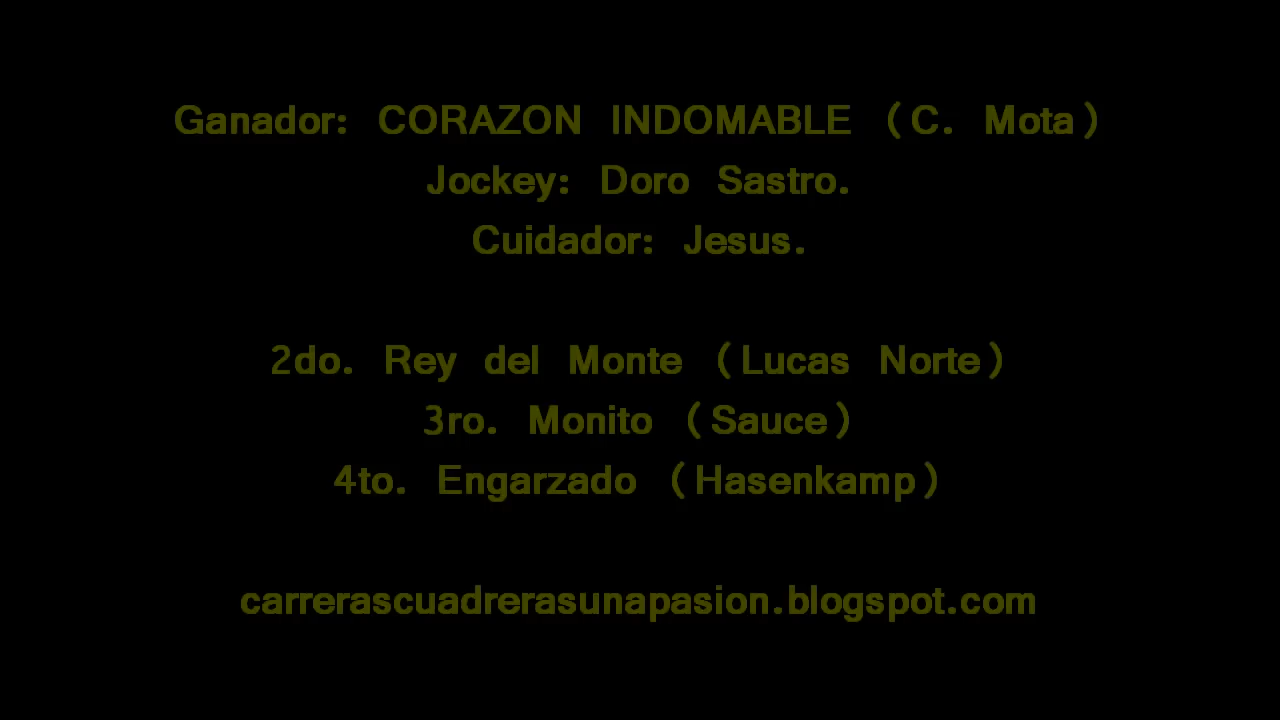 Ganador: CORAZON INDOMABLE (C. Mota)
Jockey: Doro Sastro.
Cuidador: Jesus.
2do. Rey del Monte (Lucas Norte)
3ro. Monito (Sauce)
4to. Engarzado (Hasenkamp)
carrerascuadrerasunapasion.blogspot.com